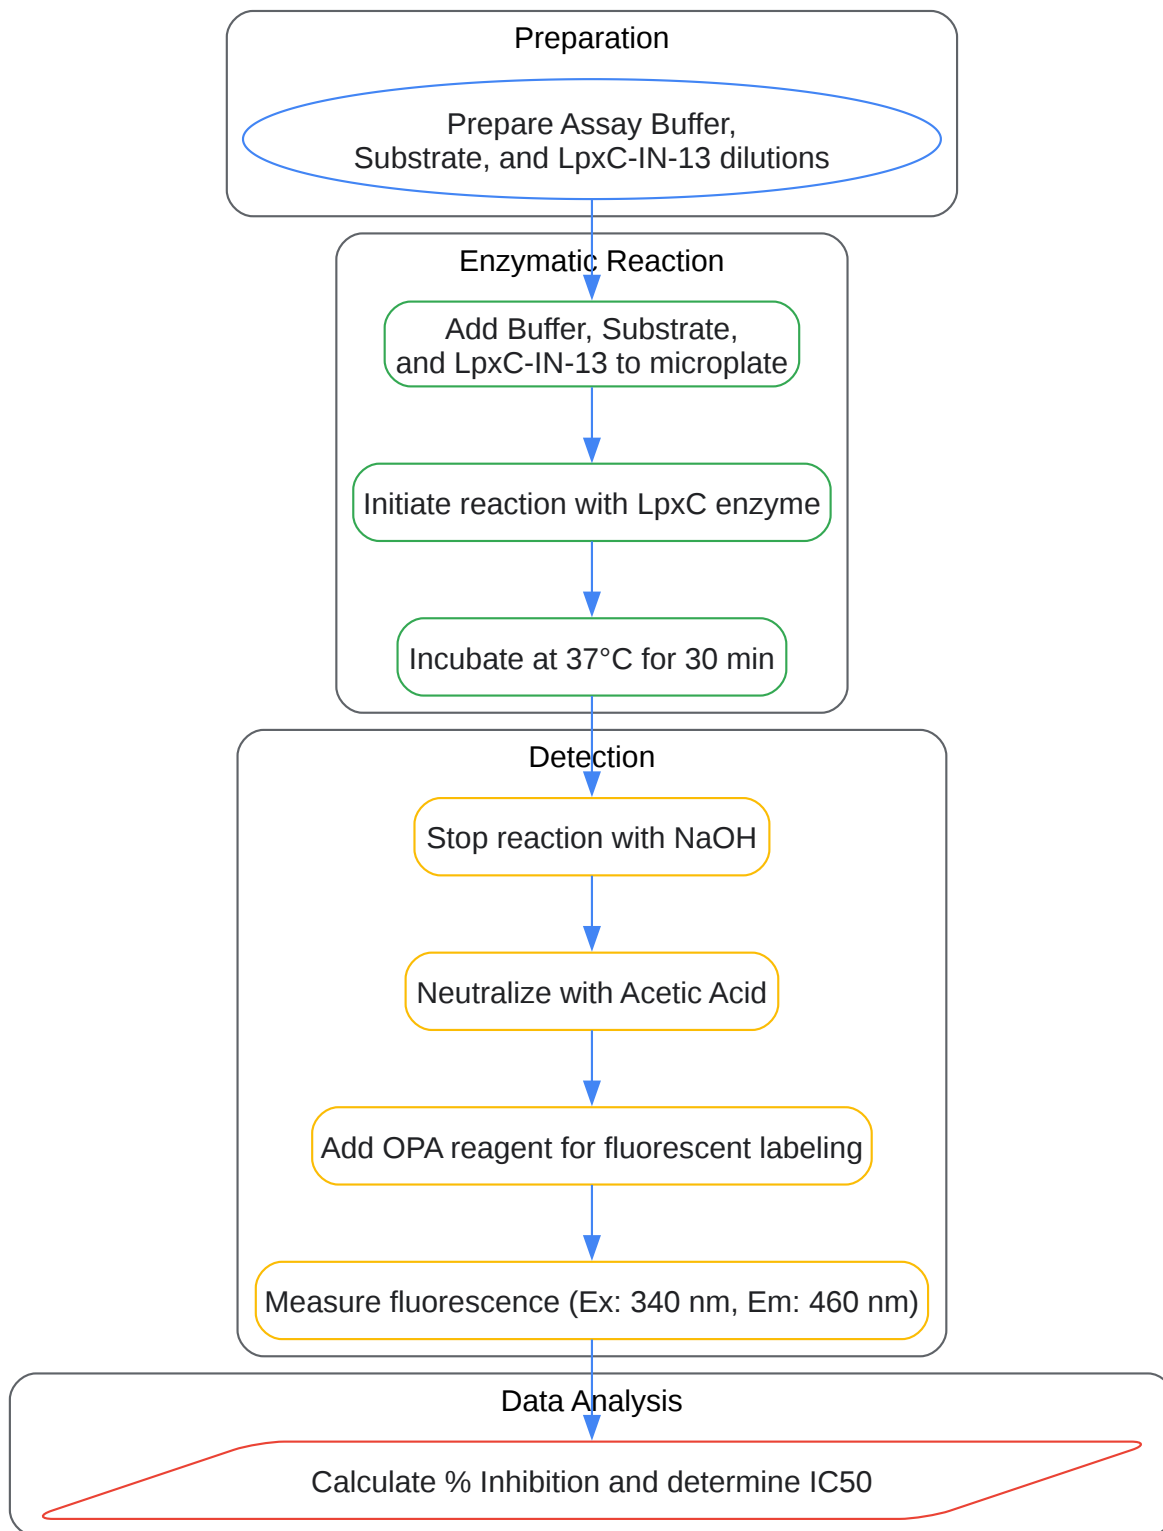 Preparation
Prepare Assay Buffer,
Substrate, and LpxC-IN-13 dilutions
Enzymatic Reaction
Add Buffer, Substrate,
and LpxC-IN-13 to microplate
Initiate reaction with LpxC enzyme
Incubate at 37°C for 30 min
Detection
Stop reaction with NaOH
Neutralize with Acetic Acid
Add OPA reagent for fluorescent labeling
Measure fluorescence (Ex: 340 nm, Em: 460 nm)
Data Analysis
Calculate % Inhibition and determine IC50